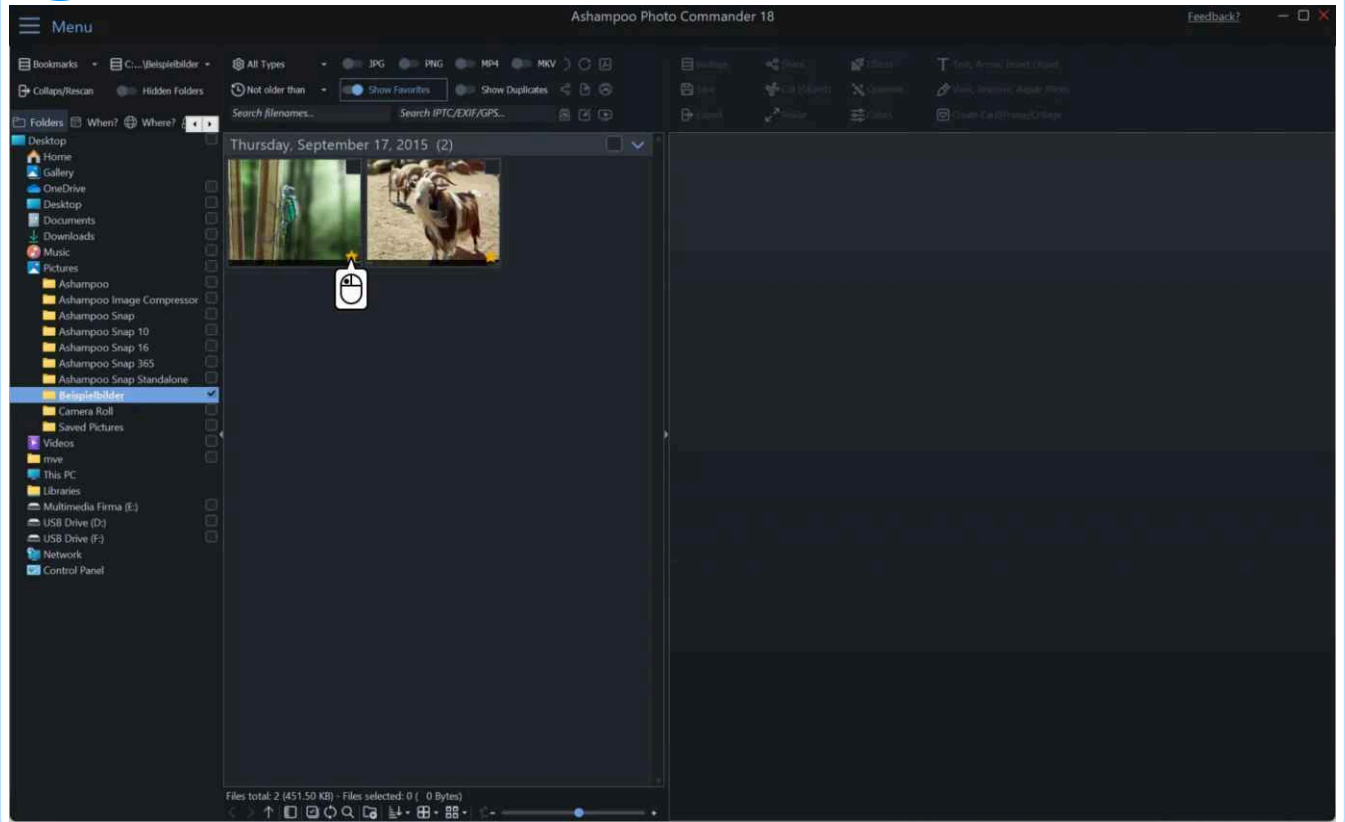 Ashampoo Photo Commander 18
Feedback?
Menu
Bookmarks
C:...\Beispielbilder
All Types
JPG
PNG
MP4
MKV
Collaps/Rescan
Hidden Folders
Not older than
Show Favorites
Show Duplicates
Search filenames...
Search IPTC/EXIF/GPS...
Folders
When?
Where?
Thursday, September 17, 2015 (2)
Desktop
Home
Gallery
OneDrive
Desktop
Documents
Downloads
Music
Pictures
Ashampoo
Ashampoo Image Compressor
Ashampoo Snap
Ashampoo Snap 10
Ashampoo Snap 16
Ashampoo Snap 365
Ashampoo Snap Standalone
Beispielbilder
Camera Roll
Saved Pictures
Videos
mve
This PC
Libraries
Multimedia Firma (E:)
USB Drive (D:)
USB Drive (F:)
Network
Control Panel
Files total: 2 (451.50 KB) - Files selected: 0 ( 0 Bytes)